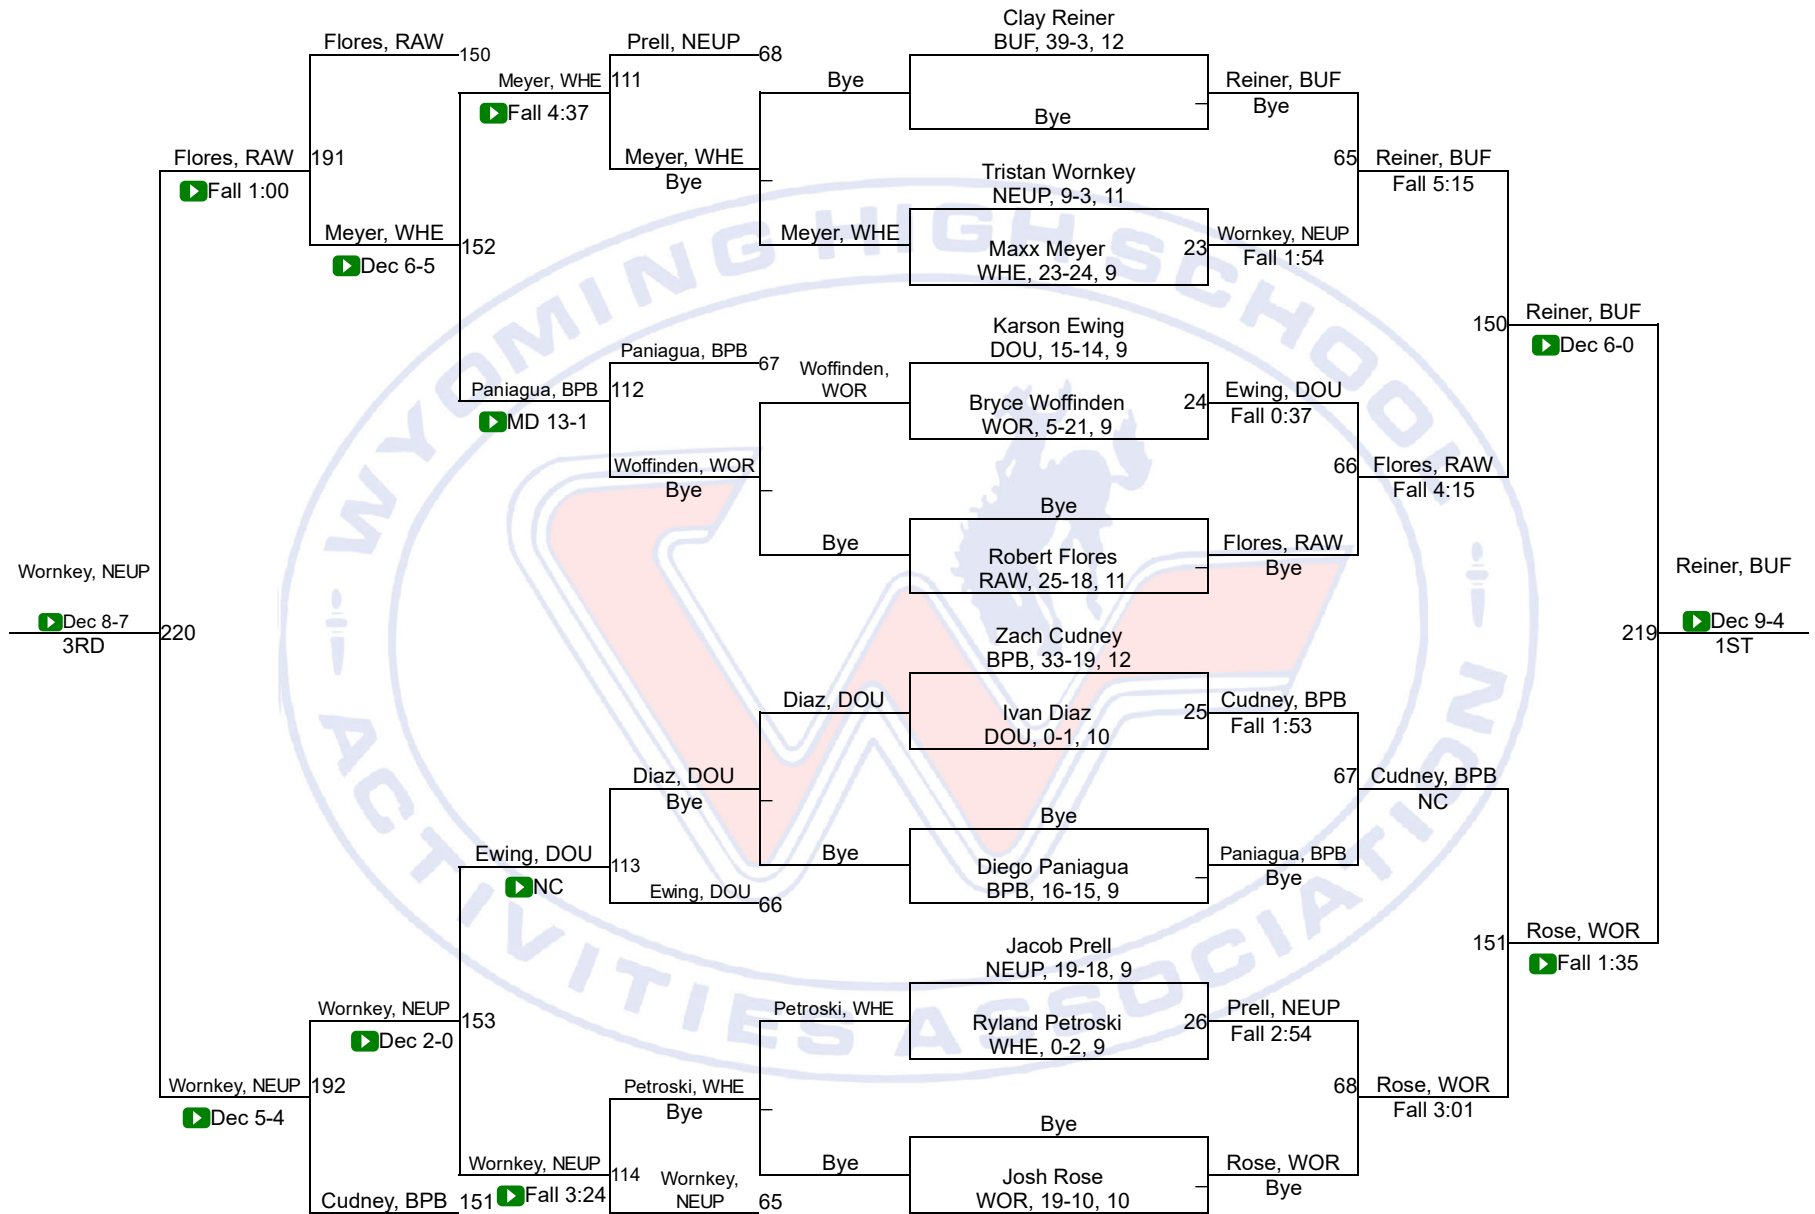 Clay Reiner
BUF, 39-3, 12
Flores, RAW
150
Prell, NEUP
68
Meyer, WHE
111
Fall 4:37
Bye
Reiner, BUF
Bye
Bye
Flores, RAW
191
Fall 1:00
Meyer, WHE
Bye
65
Reiner, BUF
Fall 5:15
Tristan Wornkey
NEUP, 9-3, 11
Meyer, WHE
152
Dec 6-5
Meyer, WHE
Maxx Meyer
WHE, 23-24, 9
23
Wornkey, NEUP
Fall 1:54
Karson Ewing
DOU, 15-14, 9
150
Reiner, BUF
Dec 6-0
Paniagua, BPB
67
Paniagua, BPB
112
MD 13-1
Woffinden,
WOR
Bryce Woffinden
WOR, 5-21, 9
24
Ewing, DOU
Fall 0:37
Woffinden, WOR
Bye
66
Flores, RAW
Fall 4:15
Bye
Bye
Robert Flores
RAW, 25-18, 11
Flores, RAW
Bye
Wornkey, NEUP
Dec 8-7
3RD
220
Reiner, BUF
219
Dec 9-4
1ST
Zach Cudney
BPB, 33-19, 12
Diaz, DOU
Ivan Diaz
DOU, 0-1, 10
25
Cudney, BPB
Fall 1:53
Diaz, DOU
Bye
67
Cudney, BPB
NC
Bye
Ewing, DOU
113
NC
Bye
Diego Paniagua
BPB, 16-15, 9
Paniagua, BPB
Bye
Ewing, DOU
66
Jacob Prell
NEUP, 19-18, 9
151
Rose, WOR
Fall 1:35
Wornkey, NEUP
153
Dec 2-0
Petroski, WHE
Ryland Petroski
WHE, 0-2, 9
26
Prell, NEUP
Fall 2:54
Wornkey, NEUP
192
Dec 5-4
Petroski, WHE
Bye
68
Rose, WOR
Fall 3:01
Bye
Wornkey, NEUP
114
Fall 3:24
Wornkey,
NEUP
65
Bye
Josh Rose
WOR, 19-10, 10
Rose, WOR
Bye
Cudney, BPB
151
WYOMING HIGH SCHOOL
ACTIVITIES ASSOCIATION